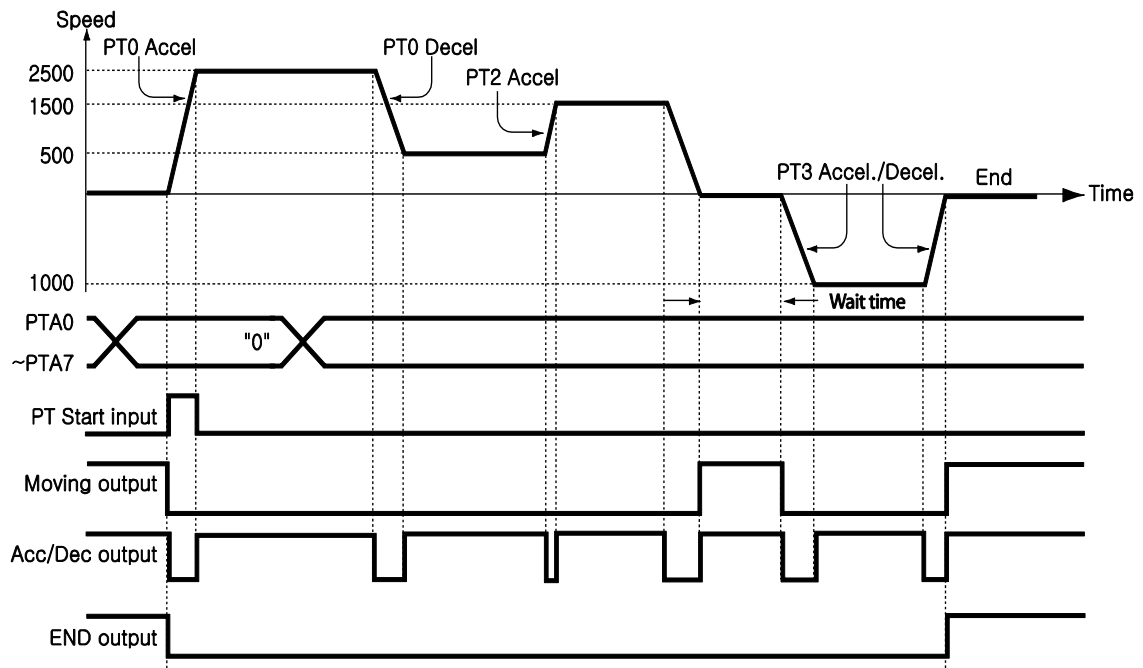 Speed
PT0 Accel
PT0 Decel
PT2 Accel
2500
1500
500
PT3 Accel./Decel.
End
Time
1000
Wait time
PTA0
"0"
~PTA7
PT Start input
Moving output
Acc/Dec output
END output